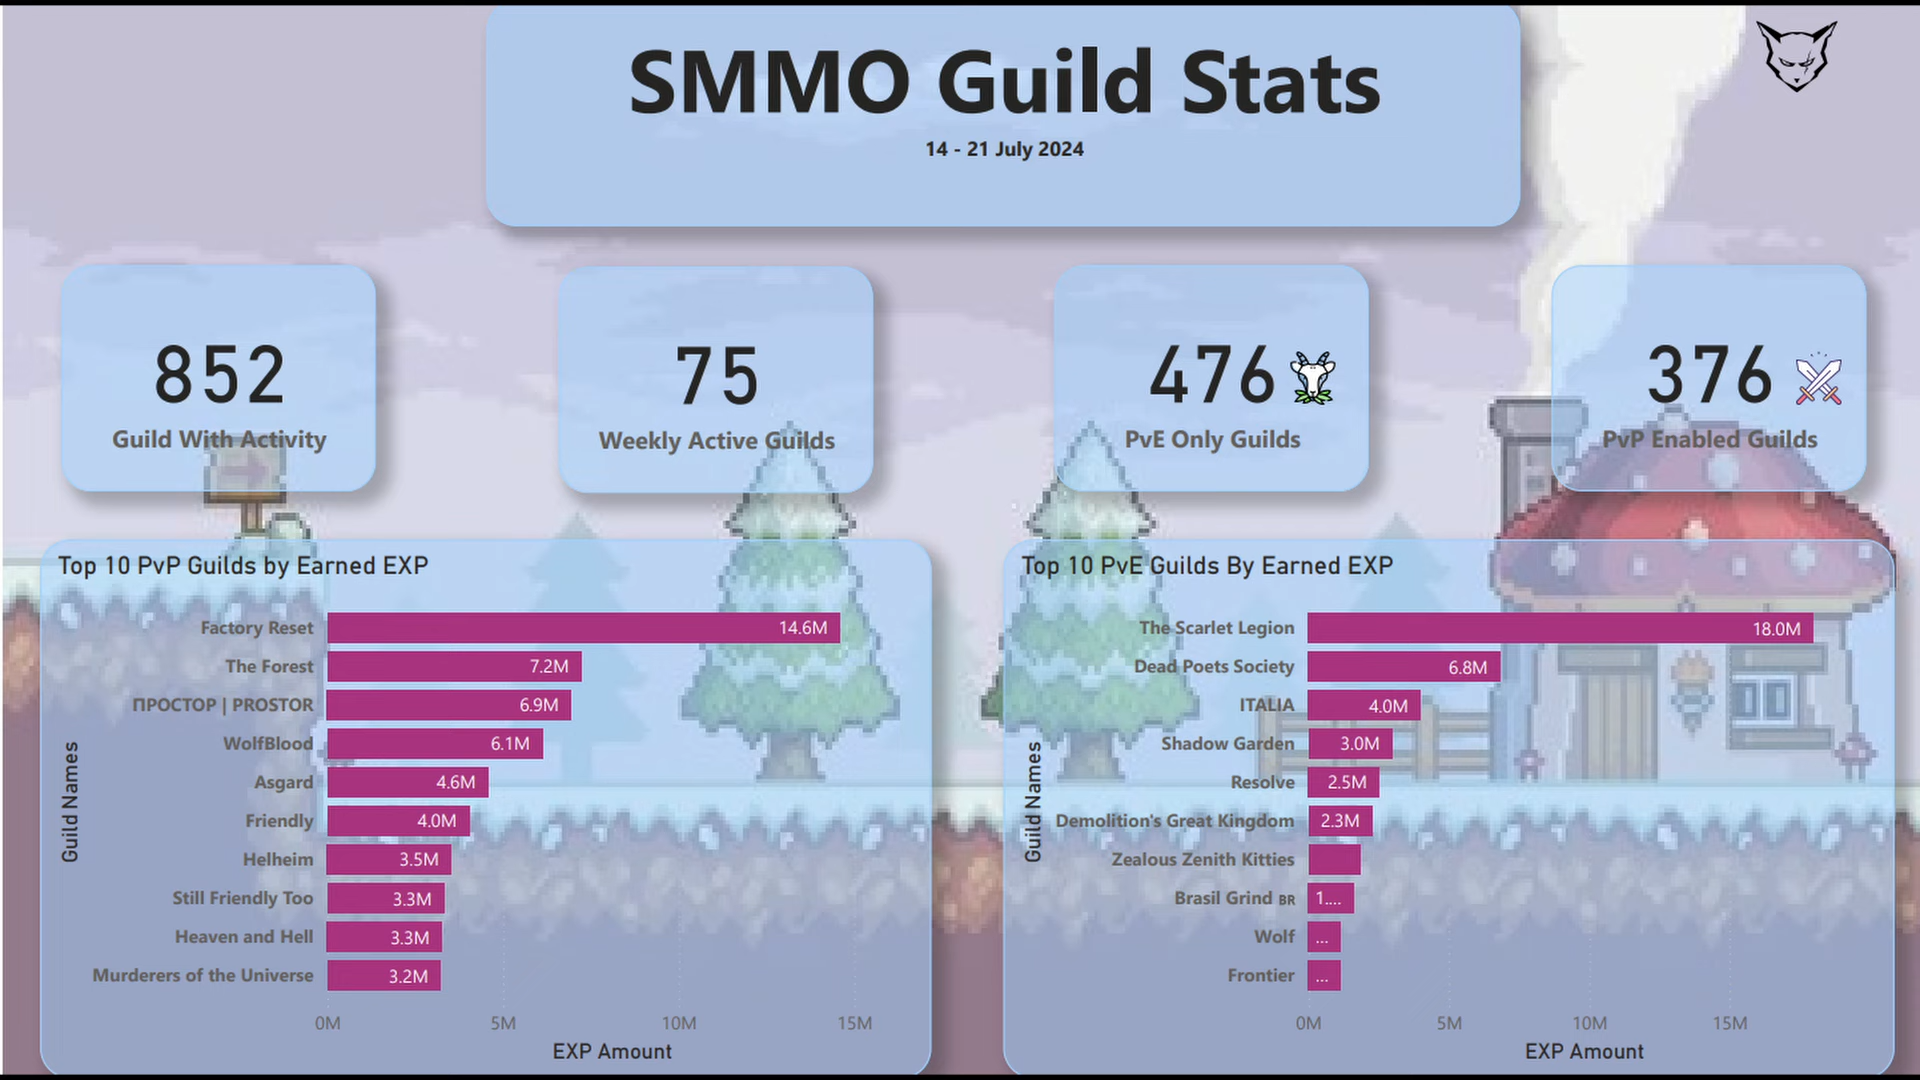 SMMO Guild Stats
14 - 21 July 2024
852
Guild With Activity
75
Weekly Active Guilds
476
PvE Only Guilds
376
PvP Enabled Guilds
Top 10 PvP Guilds by Earned EXP
Guild Names
Factory Reset 14.6M
The Forest 7.2M
ПРОСТОР | PROSTOR 6.9M
WolfBlood 6.1M
Asgard 4.6M
Friendly 4.0M
Helheim 3.5M
Still Friendly Too 3.3M
Heaven and Hell 3.3M
Murderers of the Universe 3.2M
0M 5M 10M 15M
EXP Amount
Top 10 PvE Guilds By Earned EXP
Guild Names
The Scarlet Legion 18.0M
Dead Poets Society 6.8M
ITALIA 4.0M
Shadow Garden 3.0M
Resolve 2.5M
Demolition's Great Kingdom 2.3M
Zealous Zenith Kitties
Brasil Grind BR 1....
Wolf ...
Frontier ...
0M 5M 10M 15M
EXP Amount